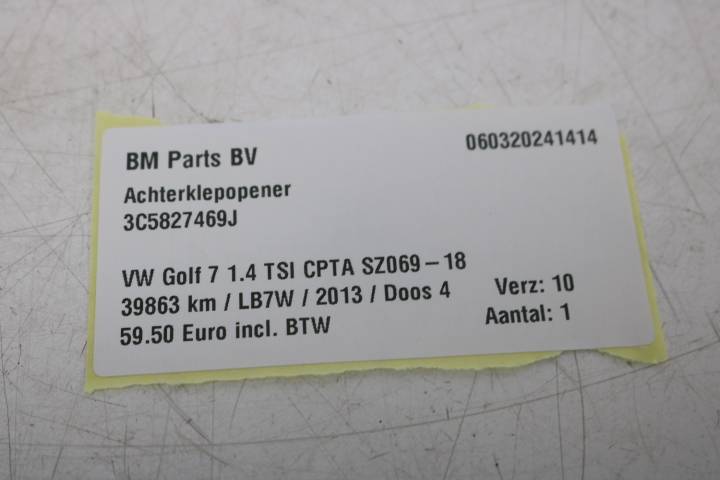 BM Parts BV
060320241414
Achterklepopener
3C5827469J
VW Golf 7 1.4 TSI CPTA SZ069-18
39863 km / LB7W / 2013 / Doos 4
Verz: 10
59.50 Euro incl. BTW
Aantal: 1